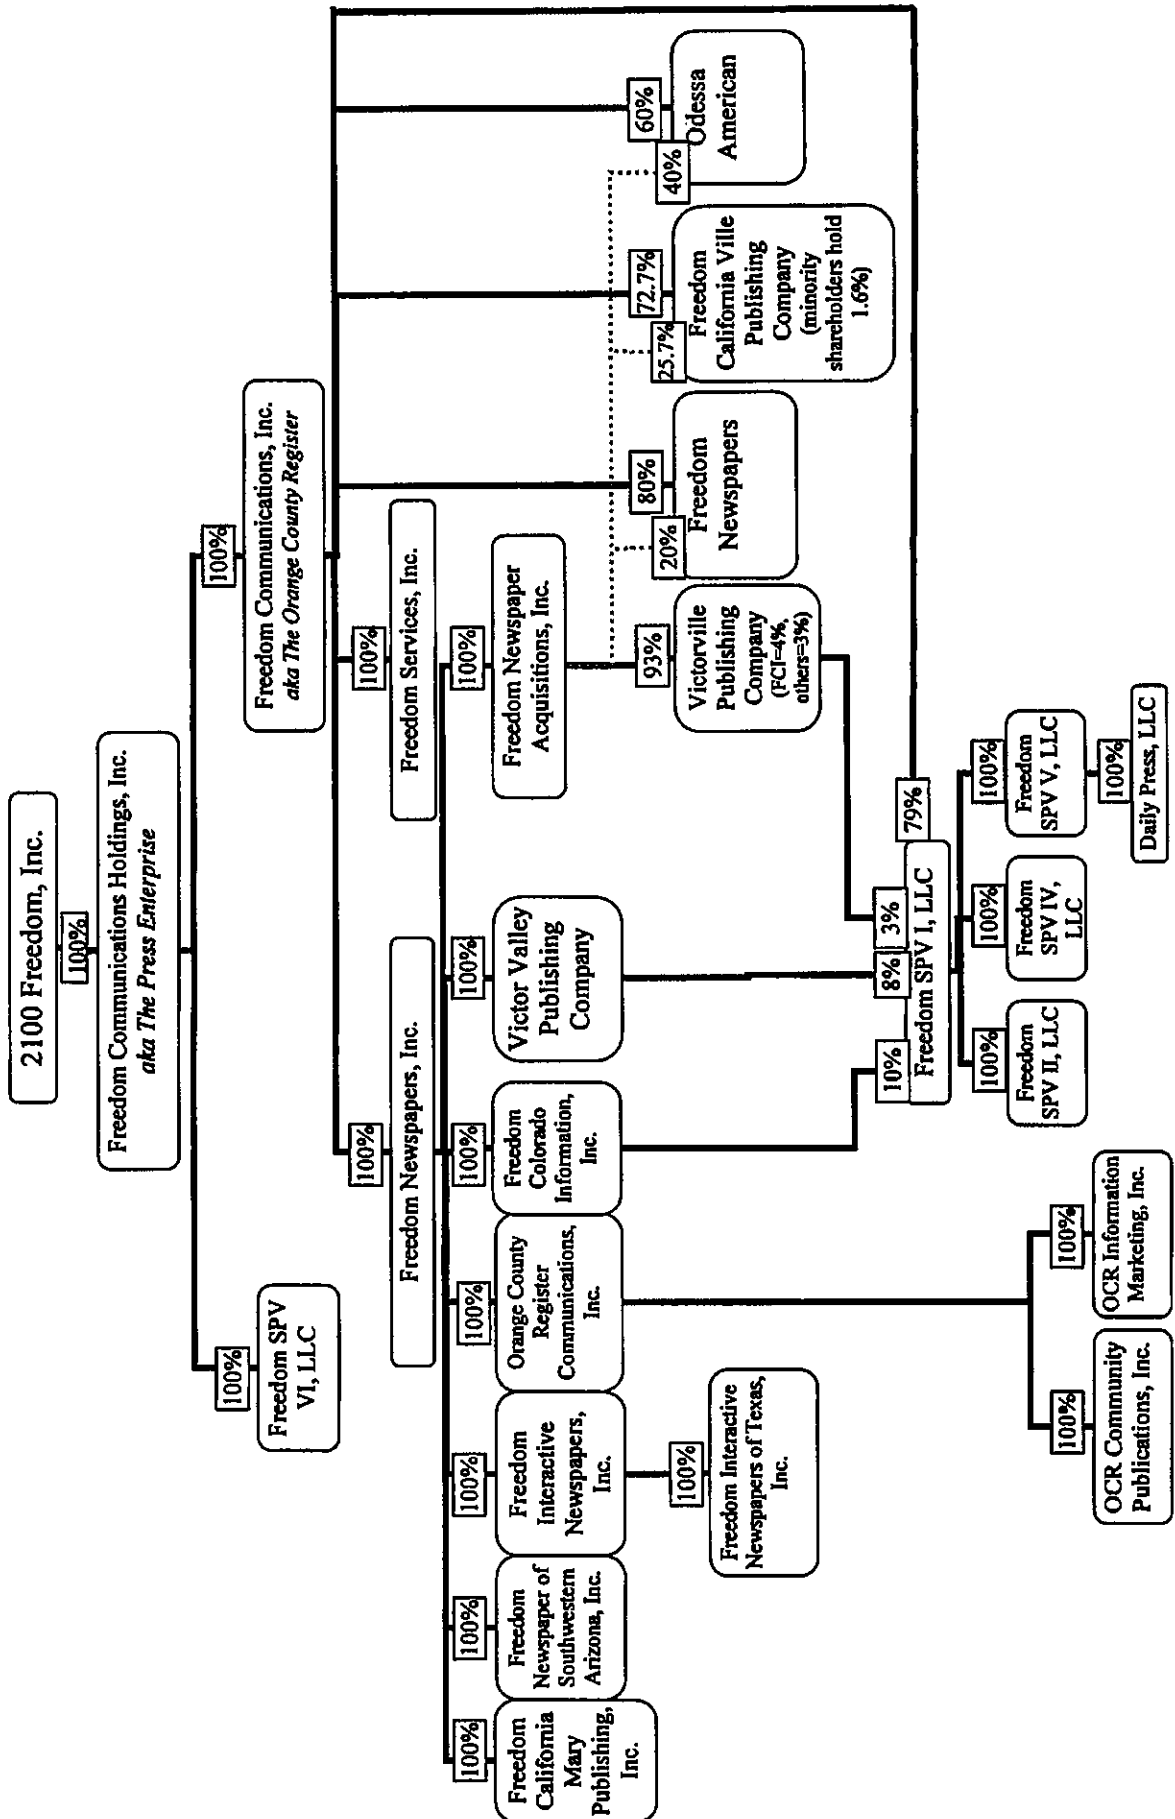 2100 Freedom, Inc.
100%
Freedom Communications Holdings, Inc.
aka The Press Enterprise
100%
100%
Freedom SPV
VI, LLC
Freedom Communications, Inc.
aka The Orange County Register
100%
100%
Freedom Newspapers, Inc.
Freedom Services, Inc.
100%
100%
100%
100%
100%
100%
100%
Freedom
California
Mary
Publishing,
Inc.
Freedom
Newspaper of
Southwestern
Arizona, Inc.
Freedom
Interactive
Newspapers,
Inc.
Orange County
Register
Communications,
Inc.
Freedom
Colorado
Information,
Inc.
Victor Valley
Publishing
Company
Freedom Newspaper
Acquisitions, Inc.
93%
20%
80%
25.7%
72.7%
40%
60%
Victorville
Publishing
Company
(FCI=4%,
others=3%)
Freedom
Newspapers
Freedom
California Ville
Publishing
Company
(minority
shareholders hold
1.6%)
Odessa
American
100%
Freedom Interactive
Newspapers of Texas,
Inc.
10%
8%
3%
79%
Freedom SPV I, LLC
100%
100%
100%
Freedom
SPV II, LLC
Freedom
SPV IV,
LLC
Freedom
SPV V, LLC
100%
100%
100%
OCR Community
Publications, Inc.
OCR Information
Marketing, Inc.
Daily Press, LLC